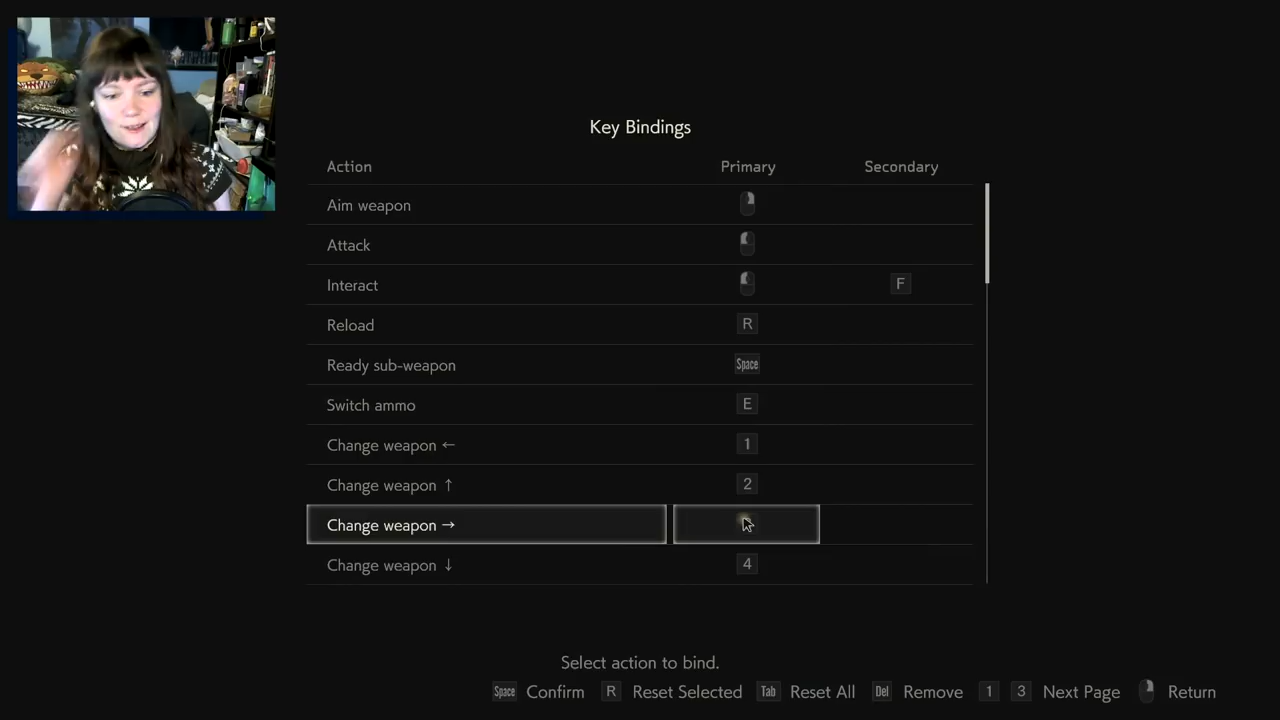 Key Bindings
Action Primary Secondary
Aim weapon
Attack
Interact F
Reload R
Ready sub-weapon Space
Switch ammo E
Change weapon ← 1
Change weapon ↑ 2
Change weapon →
Change weapon ↓ 4
Select action to bind.
Space Confirm R Reset Selected Tab Reset All Del Remove 1 3 Next Page Return